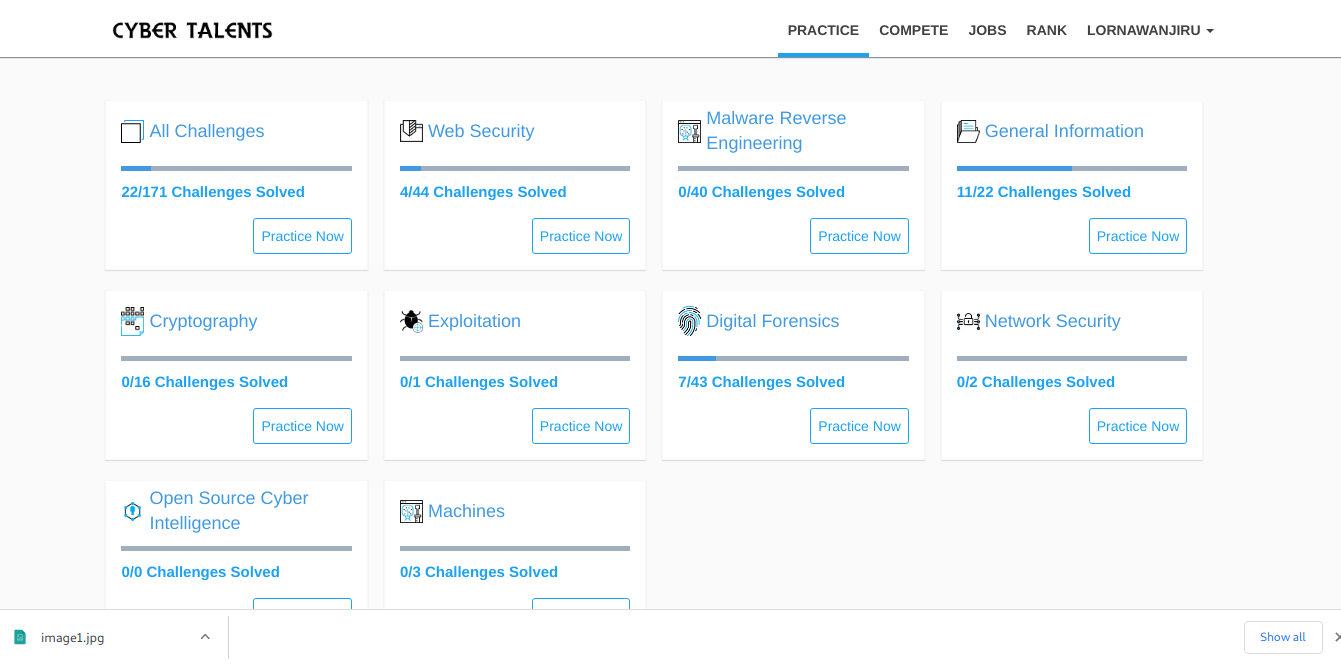 CYBER TALENTS
PRACTICE COMPETE JOBS RANK LORNAWANJIRU
All Challenges
22/171 Challenges Solved
Practice Now
Web Security
4/44 Challenges Solved
Practice Now
Malware Reverse
Engineering
0/40 Challenges Solved
Practice Now
General Information
11/22 Challenges Solved
Practice Now
Cryptography
0/16 Challenges Solved
Practice Now
Exploitation
0/1 Challenges Solved
Practice Now
Digital Forensics
7/43 Challenges Solved
Practice Now
Network Security
0/2 Challenges Solved
Practice Now
Open Source Cyber
Intelligence
0/0 Challenges Solved
Machines
0/3 Challenges Solved
image1.jpg
Show all